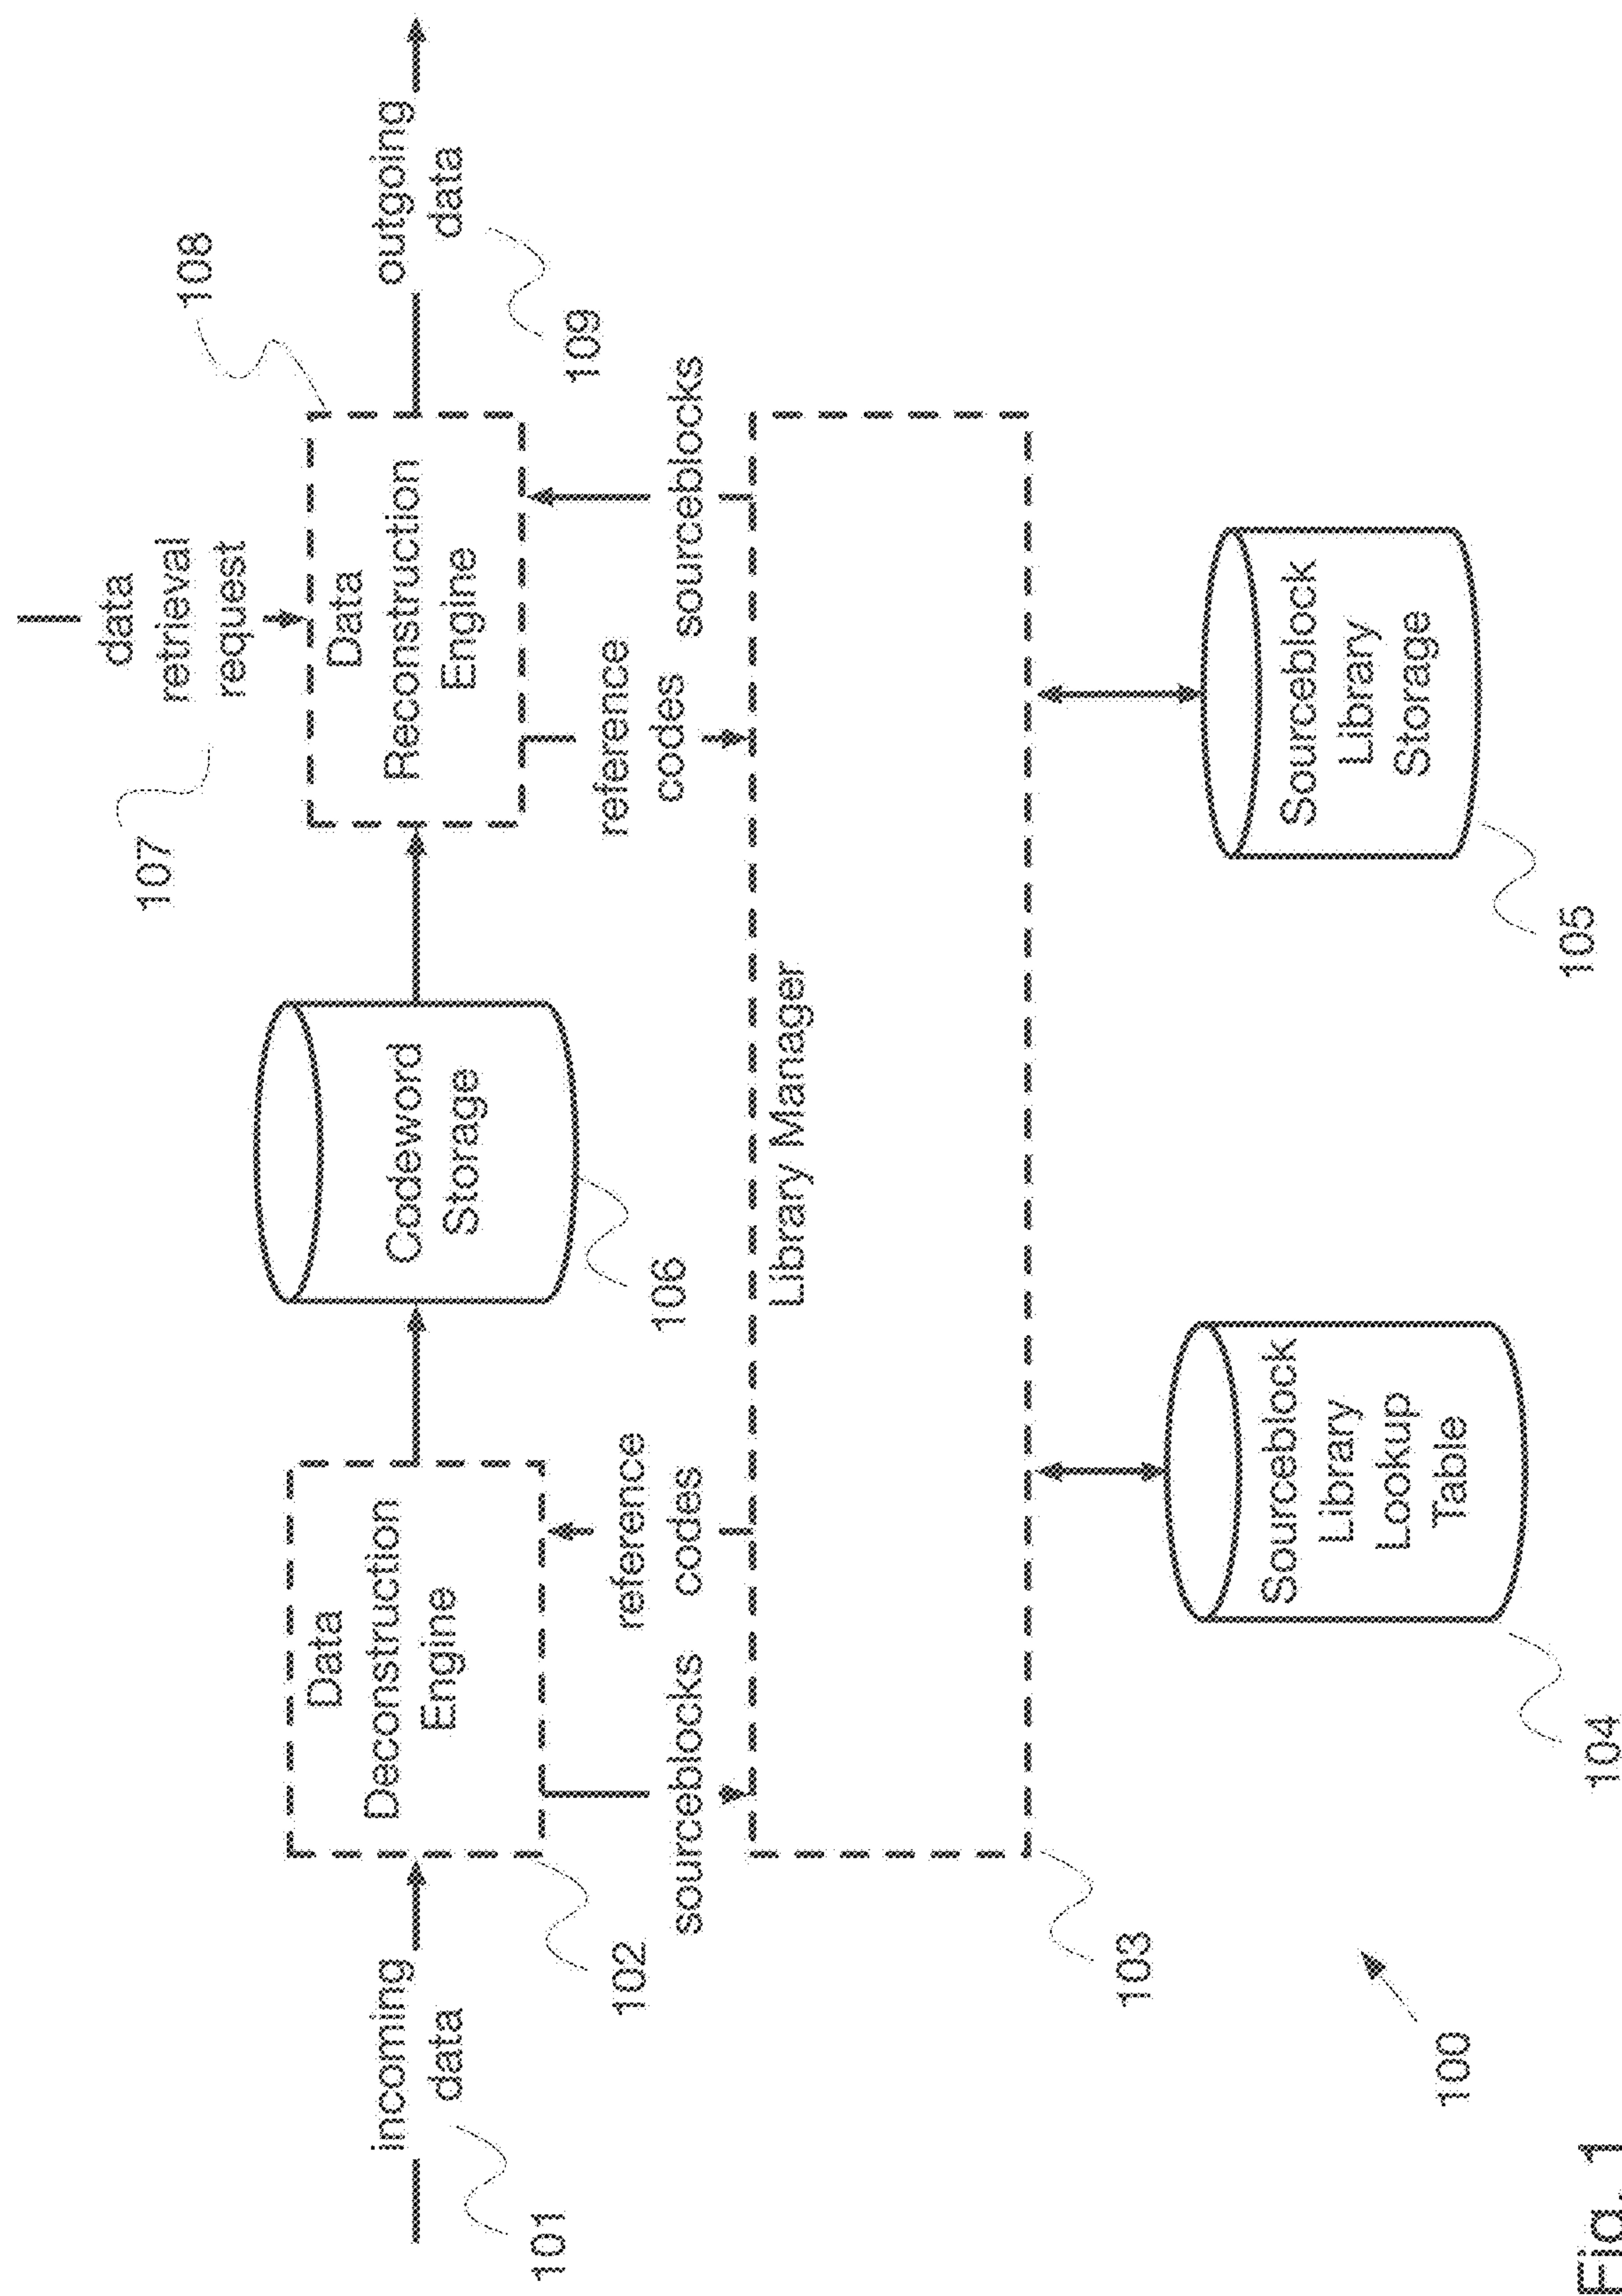 data
retrieval
request
107
108
incoming
data
101
Data
Deconstruction
Engine
102
Codeword
Storage
106
Data
Reconstruction
Engine
outgoing
data
109
sourceblocks
reference
codes
reference
codes
sourceblocks
Library Manager
103
Sourceblock
Library
Lookup
Table
104
Sourceblock
Library
Storage
105
100
Fig. 1